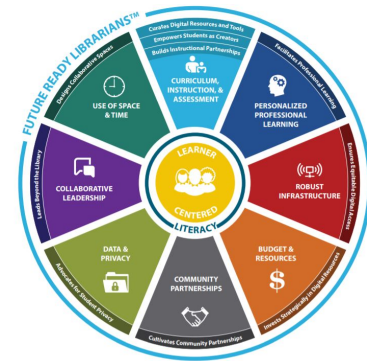 FUTURE READY LIBRARIANS™
Curates Digital Resources and Tools
Empowers Students as Creators
Builds Instructional Partnerships
CURRICULUM,
INSTRUCTION, &
ASSESSMENT
Facilitates Professional Learning
PERSONALIZED
PROFESSIONAL
LEARNING
Ensures Equitable Digital Access
ROBUST
INFRASTRUCTURE
Invests Strategically in Digital Resources
BUDGET &
RESOURCES
$
Cultivates Community Partnerships
COMMUNITY
PARTNERSHIPS
Advocates for Student Privacy
DATA &
PRIVACY
Leads Beyond the Library
COLLABORATIVE
LEADERSHIP
Designs Collaborative Spaces
USE OF SPACE
& TIME
LEARNER
CENTERED
LITERACY